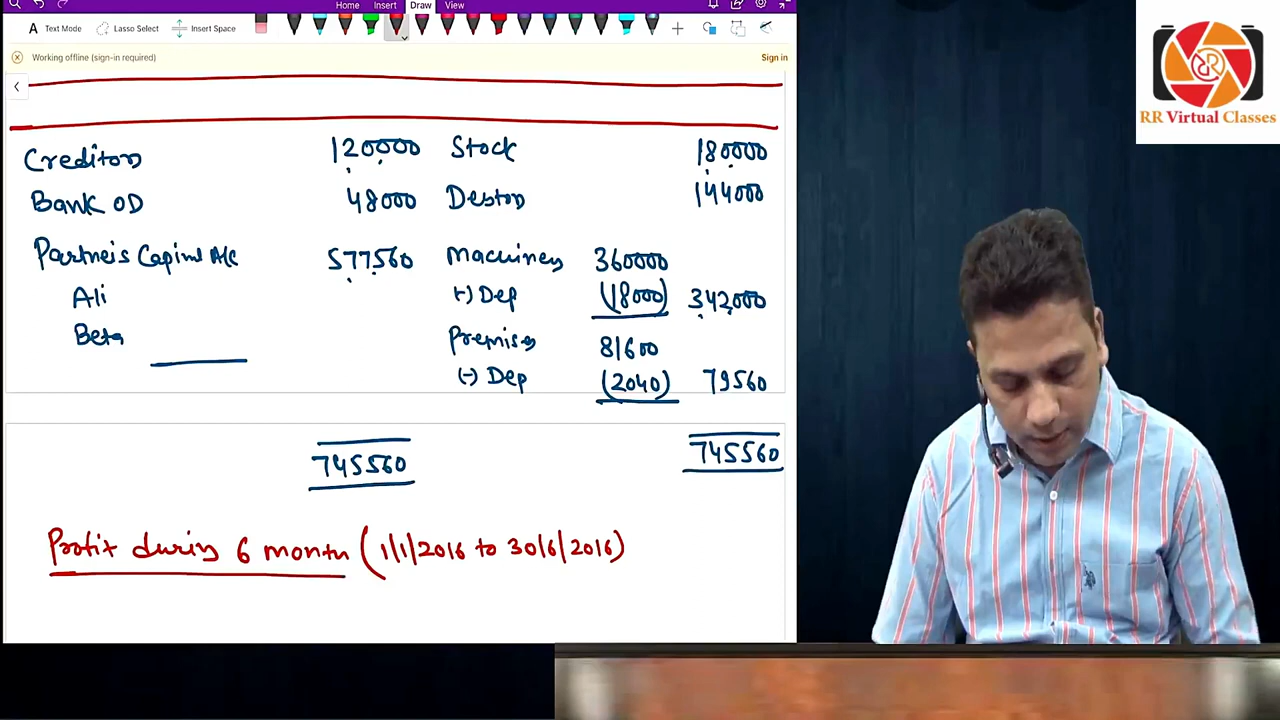 Home Insert Draw View
Text Mode Lasso Select Insert Space
Working offline (sign-in required) Sign in
RR Virtual Classes
Creditors 120000 Stock 180000
Bank OD 48000 Debtors 144000
Partneis Capital A/c 577560 Machinery 360000
Ali (-) Dep (18000) 342000
Beta Premises 81600
(-) Dep (2040) 79560
745560 745560
Profit during 6 month (1/1/2016 to 30/6/2016)